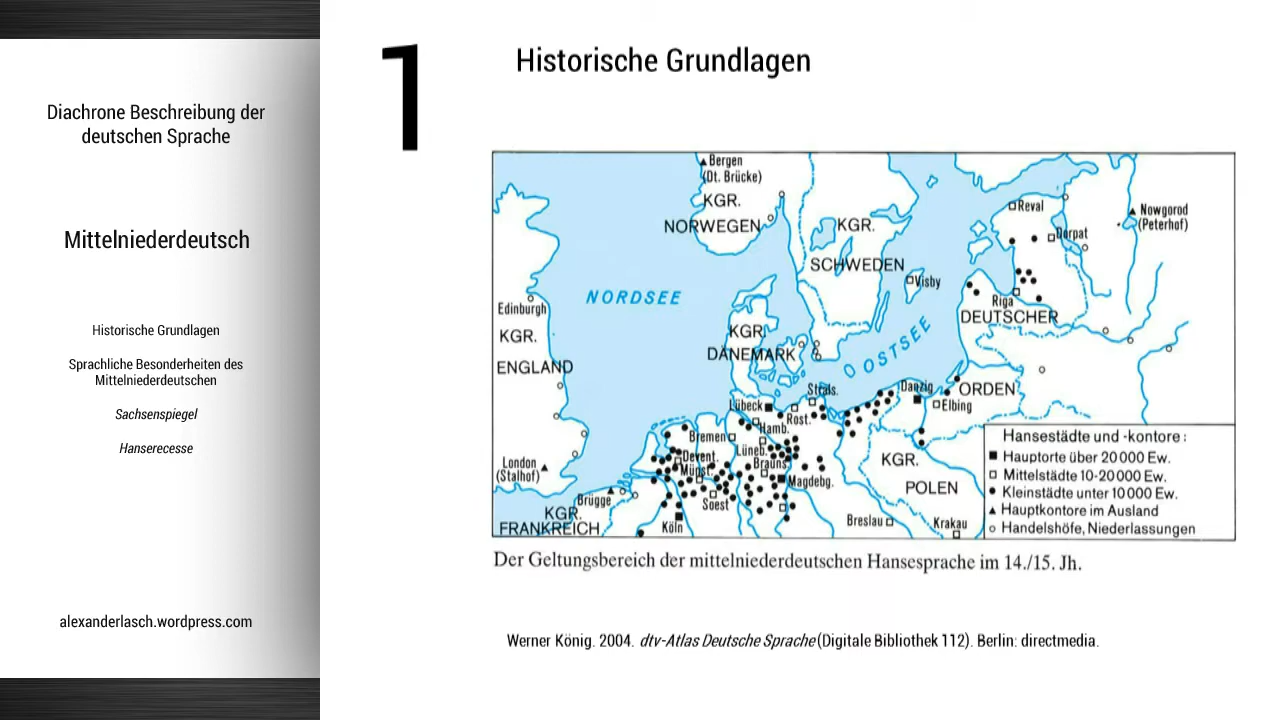 Diachrone Beschreibung der
deutschen Sprache
Mittelniederdeutsch
Historische Grundlagen
Sprachliche Besonderheiten des
Mittelniederdeutschen
Sachsenspiegel
Hanserecesse
alexanderlasch.wordpress.com
1
Historische Grundlagen
Bergen
(Dt. Brücke)
KGR.
NORWEGEN
KGR.
SCHWEDEN
Reval
Dorpat
Nowgorod
(Peterhof)
Visby
NORDSEE
Riga
DEUTSCHER
Edinburgh
KGR.
ENGLAND
KGR.
DÄNEMARK
OSTSEE
Strals.
Danzig
ORDEN
Lübeck
Rost.
Elbing
Hamb.
Bremen
Lüneb.
Devent.
Münst.
Brauns.
Magdebg.
London
(Stalhof)
Brügge
Soest
KGR.
POLEN
KGR.
FRANKREICH
Köln
Breslau
Krakau
Hansestädte und -kontore:
Hauptorte über 20000 Ew.
Mittelstädte 10-20000 Ew.
Kleinstädte unter 10000 Ew.
Hauptkontore im Ausland
Handelshöfe, Niederlassungen
Der Geltungsbereich der mittelniederdeutschen Hansesprache im 14./15. Jh.
Werner König. 2004. dtv-Atlas Deutsche Sprache (Digitale Bibliothek 112). Berlin: directmedia.